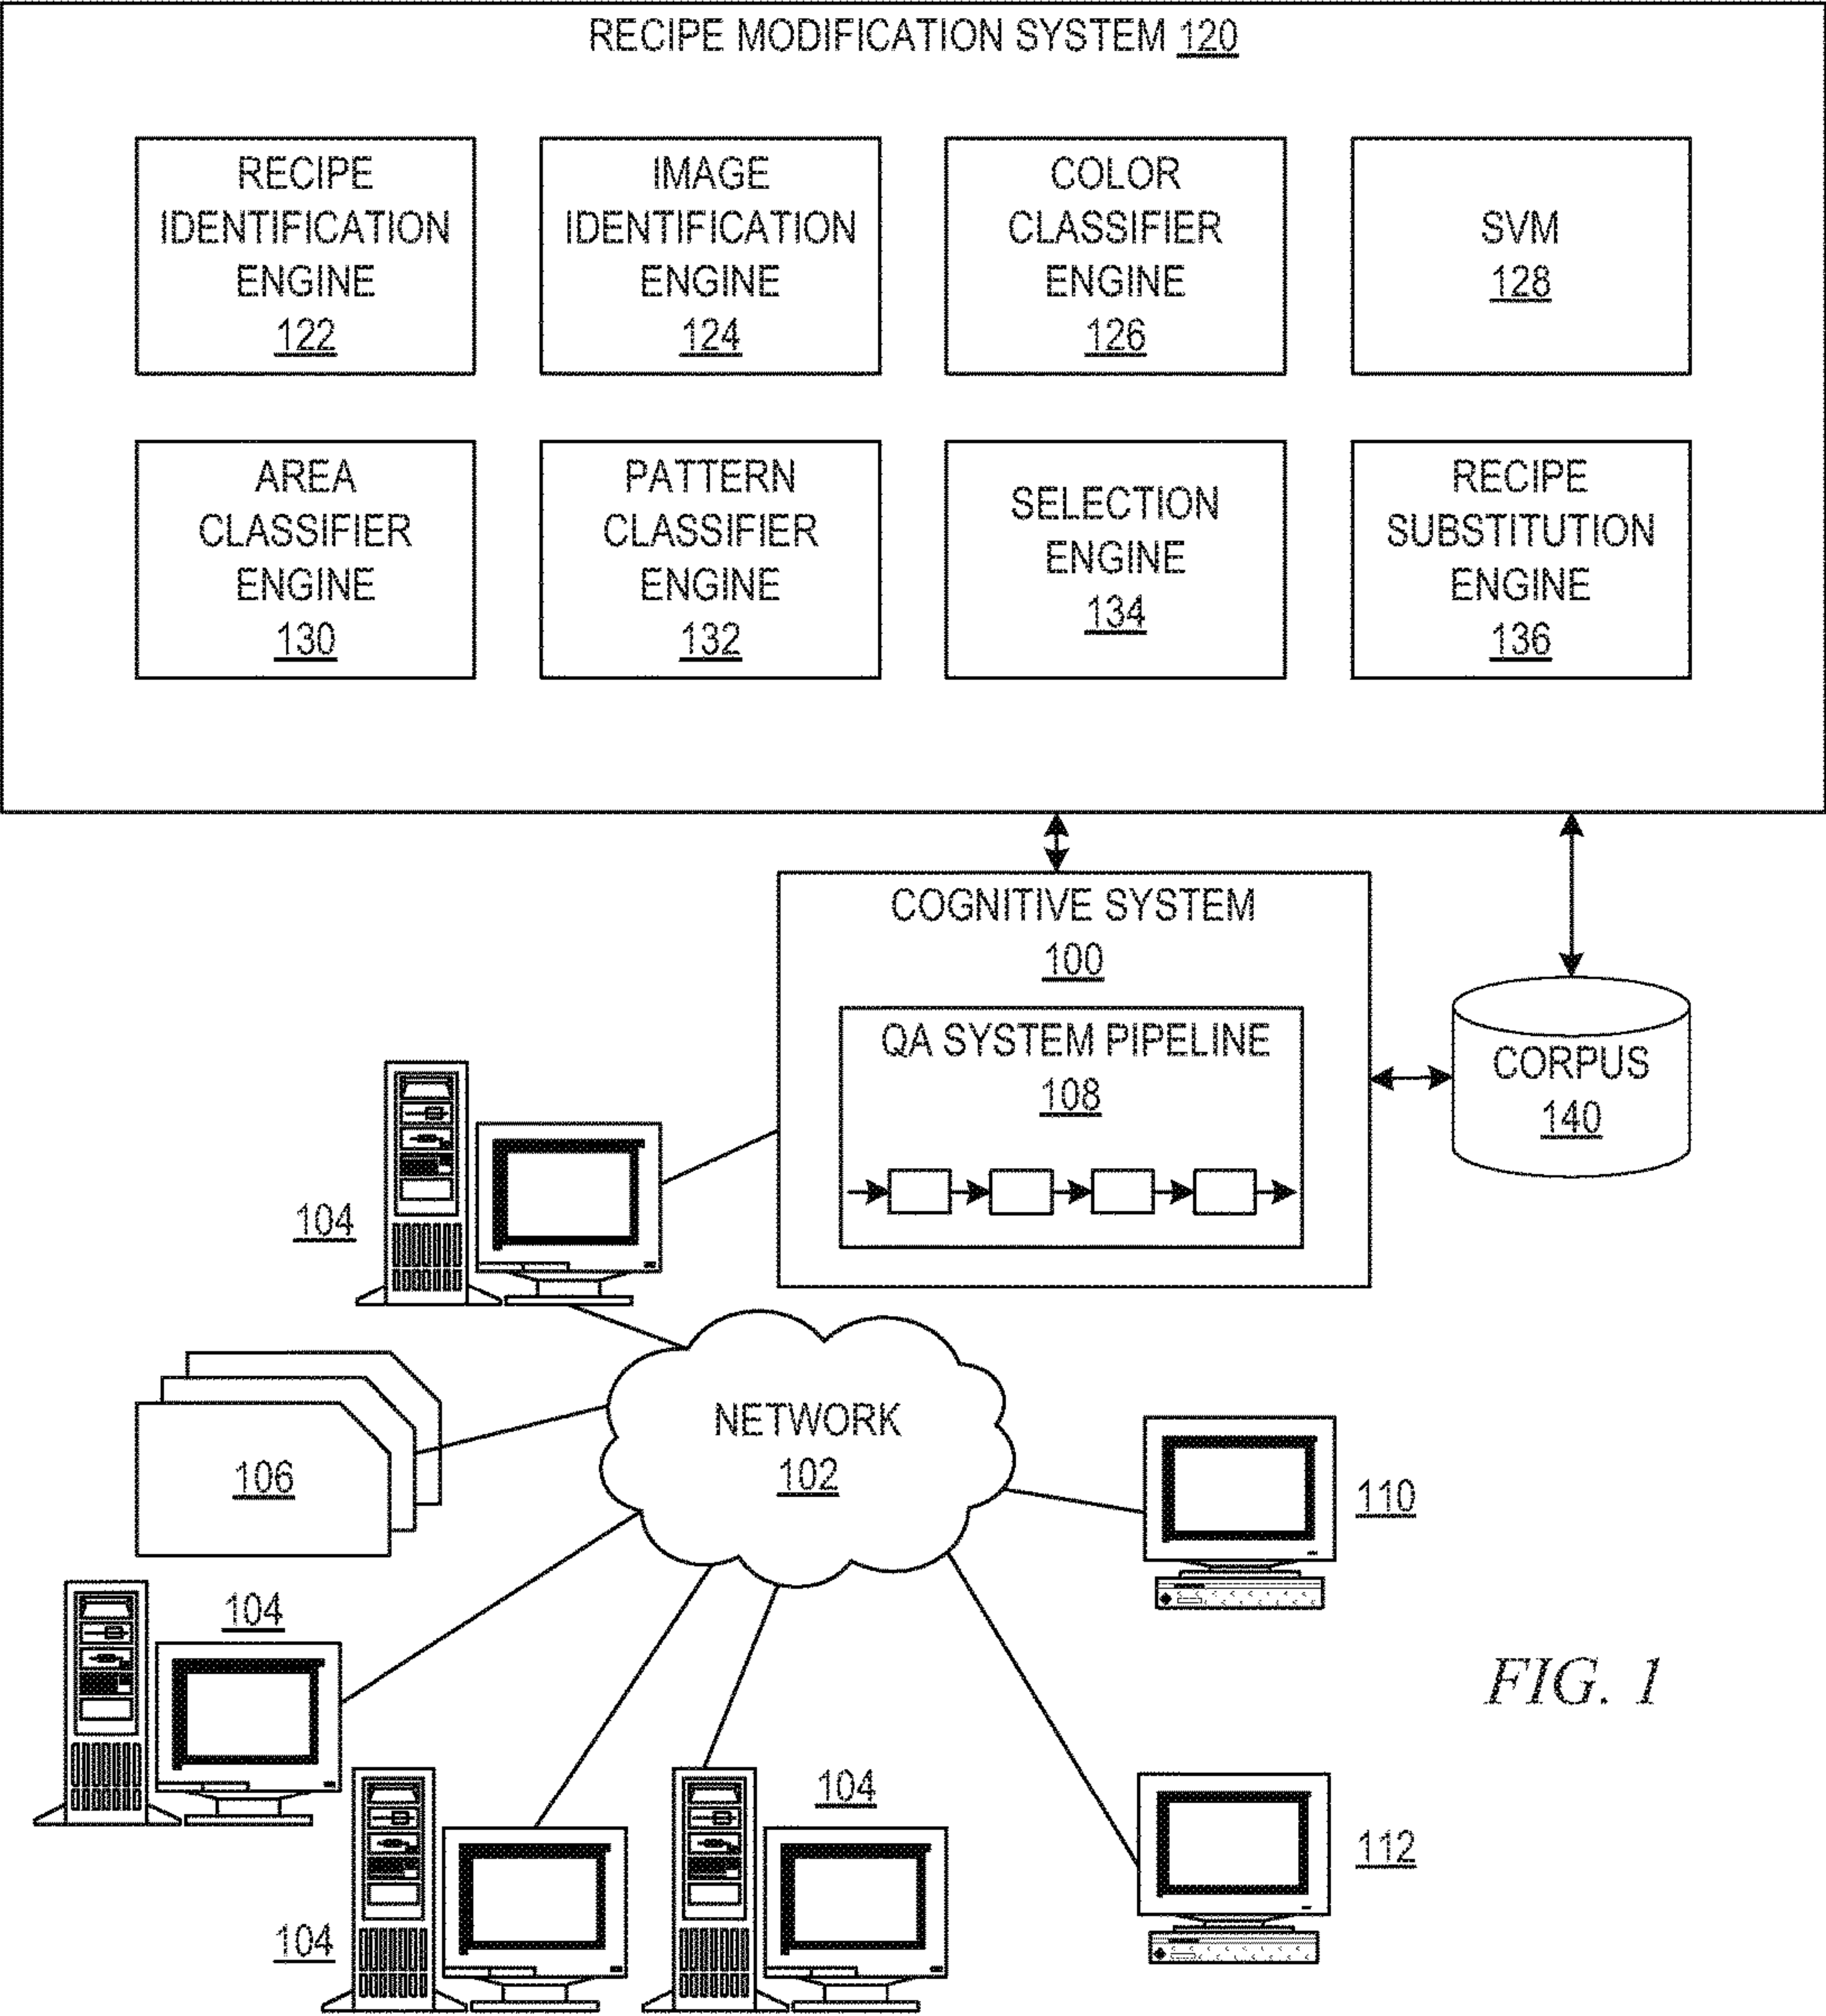 RECIPE MODIFICATION SYSTEM 120
RECIPE
IDENTIFICATION
ENGINE
122
IMAGE
IDENTIFICATION
ENGINE
124
COLOR
CLASSIFIER
ENGINE
126
SVM
128
AREA
CLASSIFIER
ENGINE
130
PATTERN
CLASSIFIER
ENGINE
132
SELECTION
ENGINE
134
RECIPE
SUBSTITUTION
ENGINE
136
COGNITIVE SYSTEM
100
QA SYSTEM PIPELINE
108
CORPUS
140
104
NETWORK
102
106
110
104
FIG. 1
104
112
104